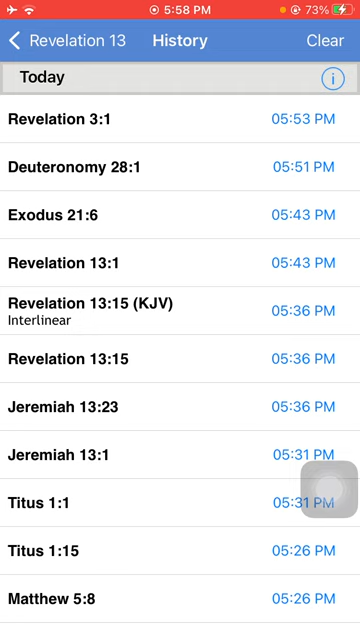 5:58 PM 73%
Revelation 13 History Clear
Today
Revelation 3:1 05:53 PM
Deuteronomy 28:1 05:51 PM
Exodus 21:6 05:43 PM
Revelation 13:1 05:43 PM
Revelation 13:15 (KJV) 05:36 PM
Interlinear
Revelation 13:15 05:36 PM
Jeremiah 13:23 05:36 PM
Jeremiah 13:1 05:31 PM
Titus 1:1 05:31 PM
Titus 1:15 05:26 PM
Matthew 5:8 05:26 PM